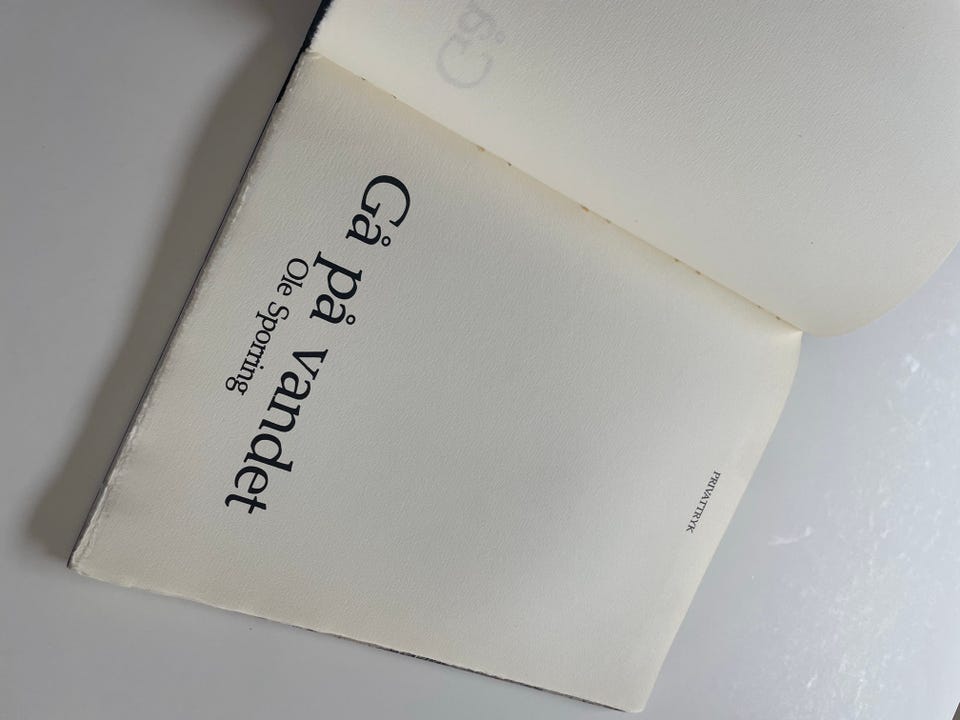 PRIVATTRYK
Gå på vandet
Ole Sporring